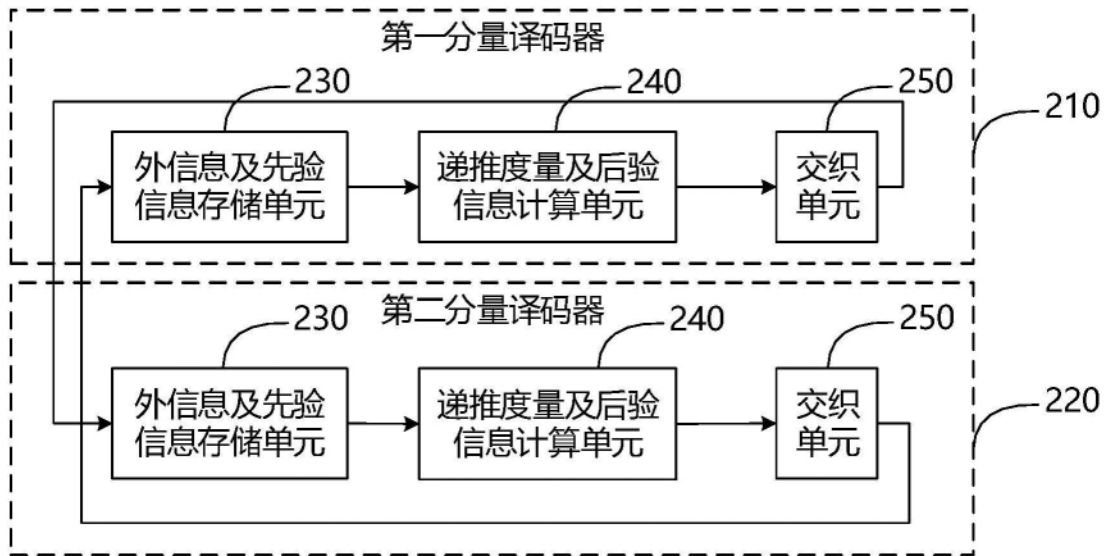 第一分量译码器
230
240
250
210
外信息及先验
信息存储单元
递推度量及后验
信息计算单元
交织
单元
第二分量译码器
230
240
250
220
外信息及先验
信息存储单元
递推度量及后验
信息计算单元
交织
单元